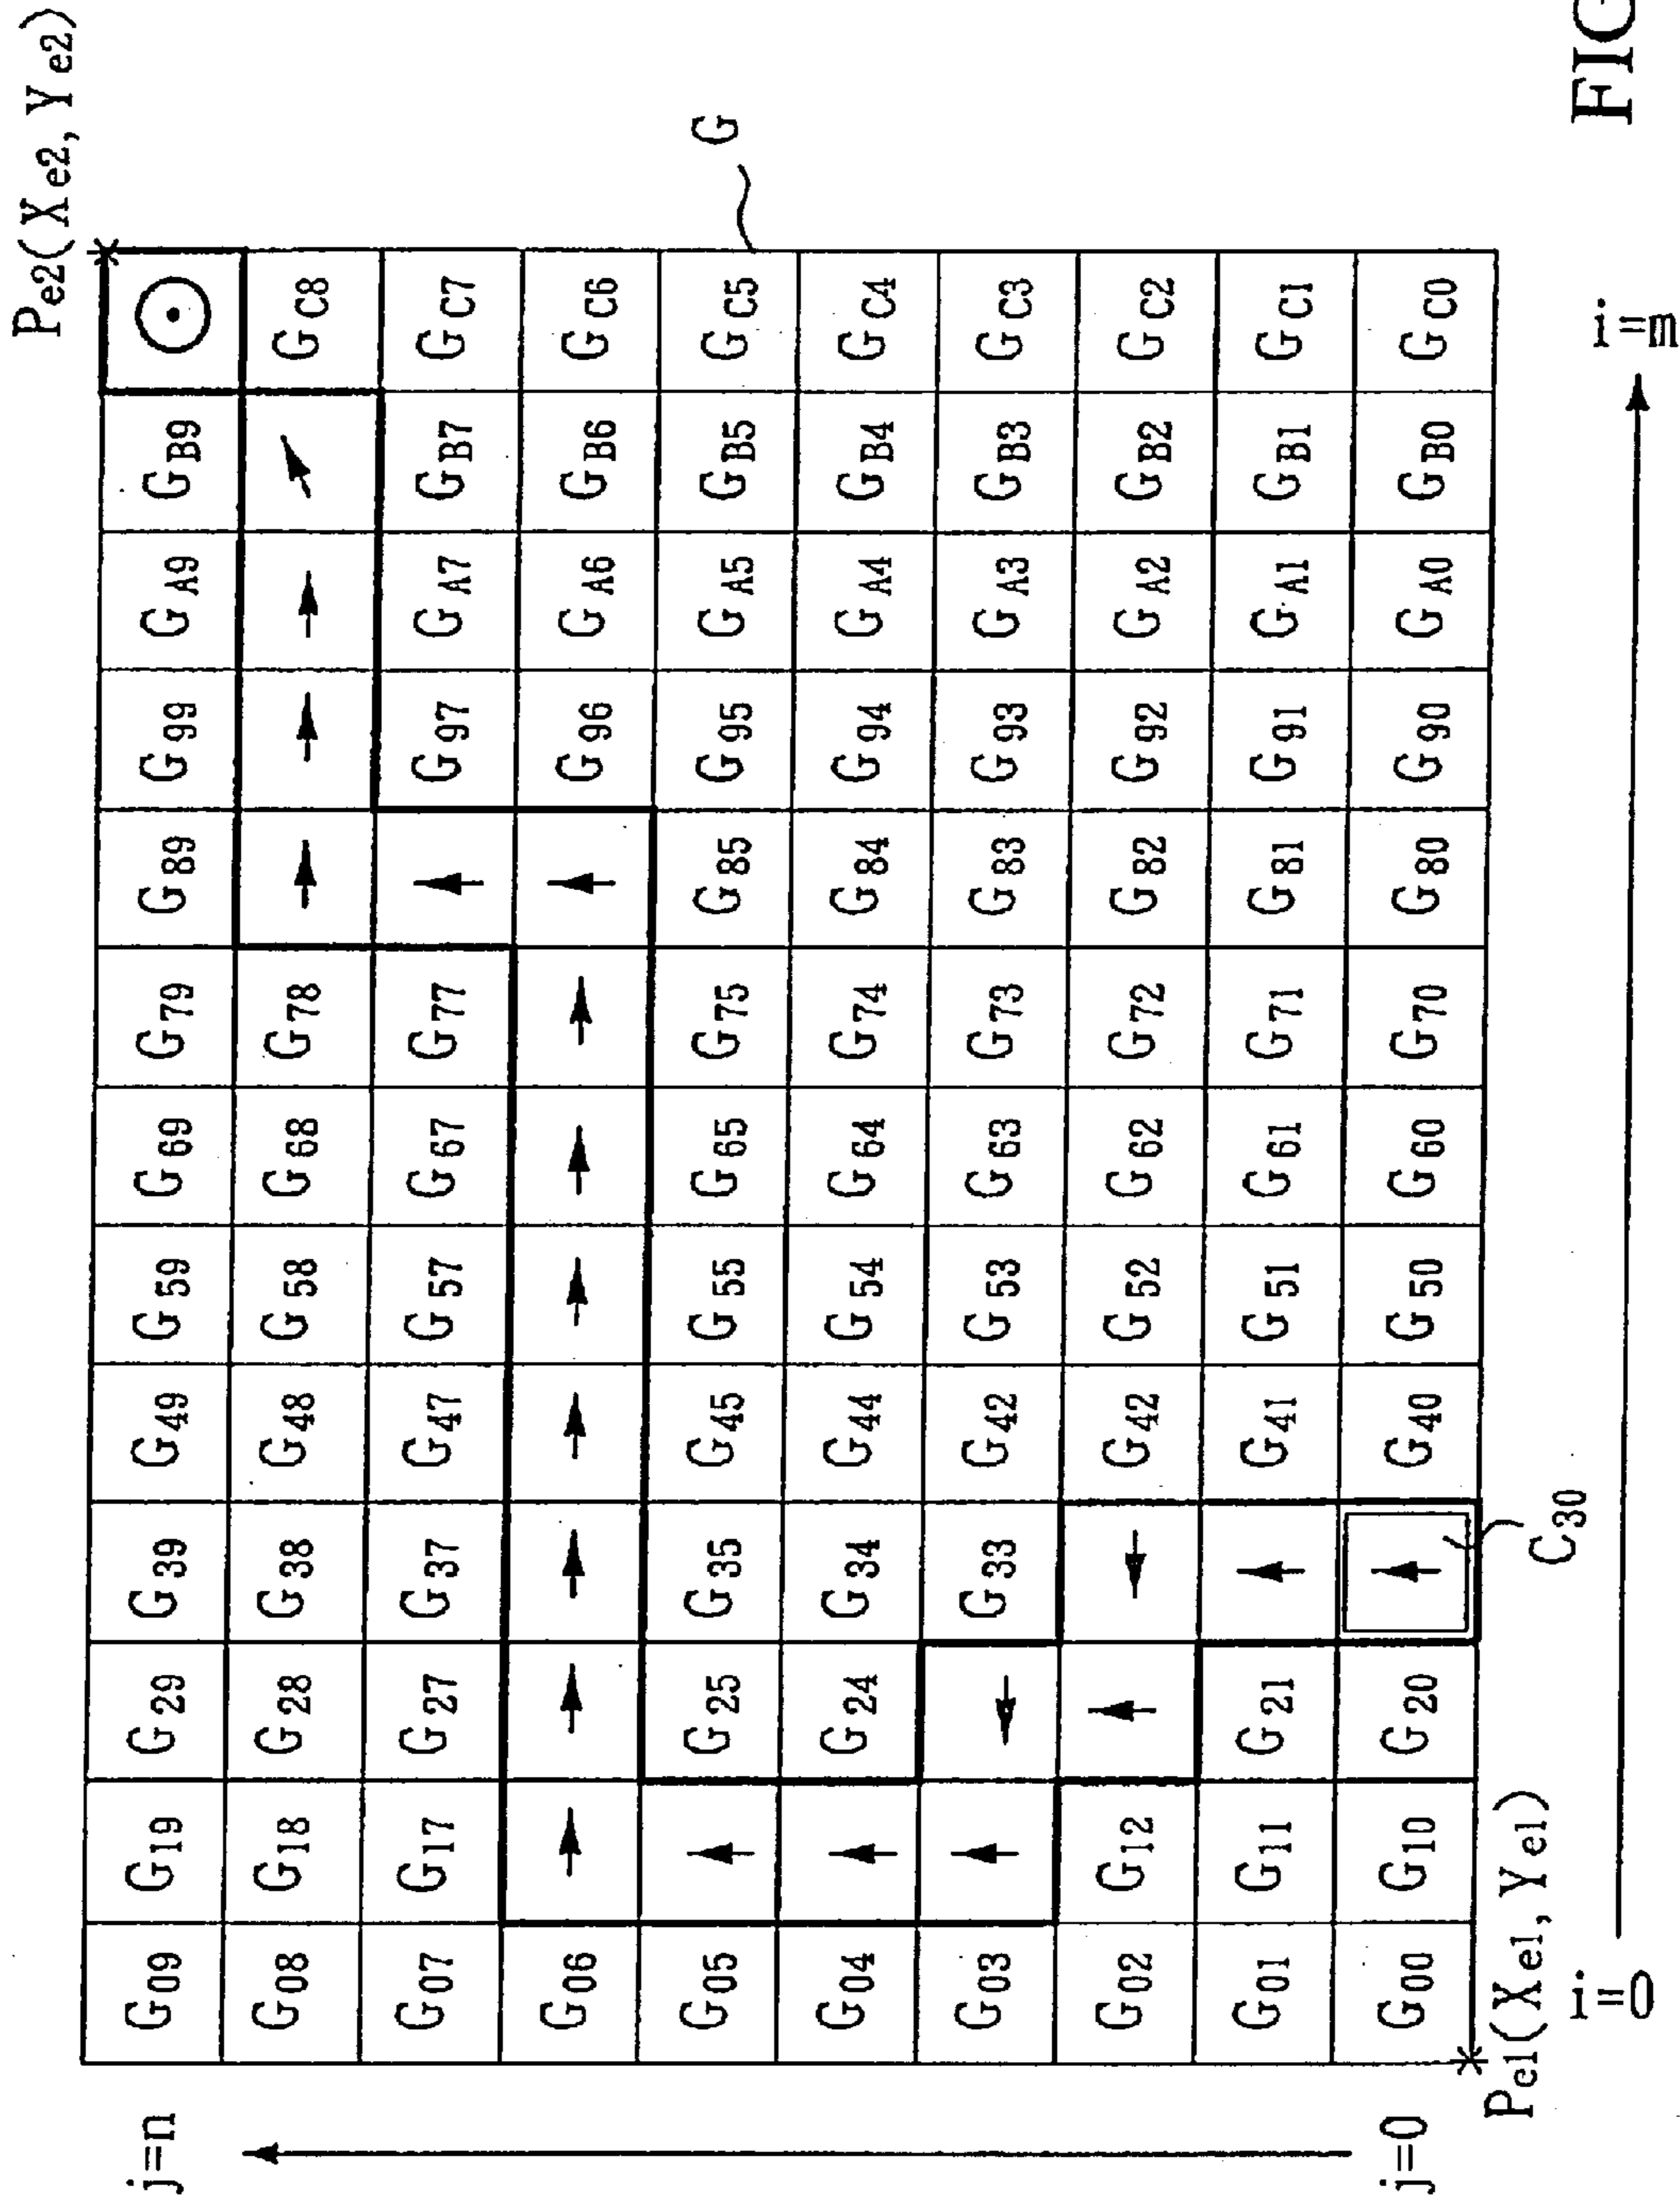 Pe2(Xe2,Ye2)
j=n G09 G19 G29 G39 G49 G59 G69 G79 G89 G99 GA9 GB9
G08 G18 G28 G38 G48 G58 G68 G78 GC8
G07 G17 G27 G37 G47 G57 G67 G77 G97 GA7 GB7 GC7
G06 G96 GA6 GB6 GC6
G05 G25 G35 G45 G55 G65 G75 G85 G95 GA5 GB5 GC5 G
G04 G24 G34 G44 G54 G64 G74 G84 G94 GA4 GB4 GC4
G03 G33 G42 G53 G63 G73 G83 G93 GA3 GB3 GC3
G02 G12 G42 G52 G62 G72 G82 G92 GA2 GB2 GC2
G01 G11 G21 G41 G51 G61 G71 G81 G91 GA1 GB1 GC1
j=0 G00 G10 G20 G40 G50 G60 G70 G80 G90 GA0 GB0 GC0
Pe1(Xe1,Ye1) C30
i=0 i=m
FIG